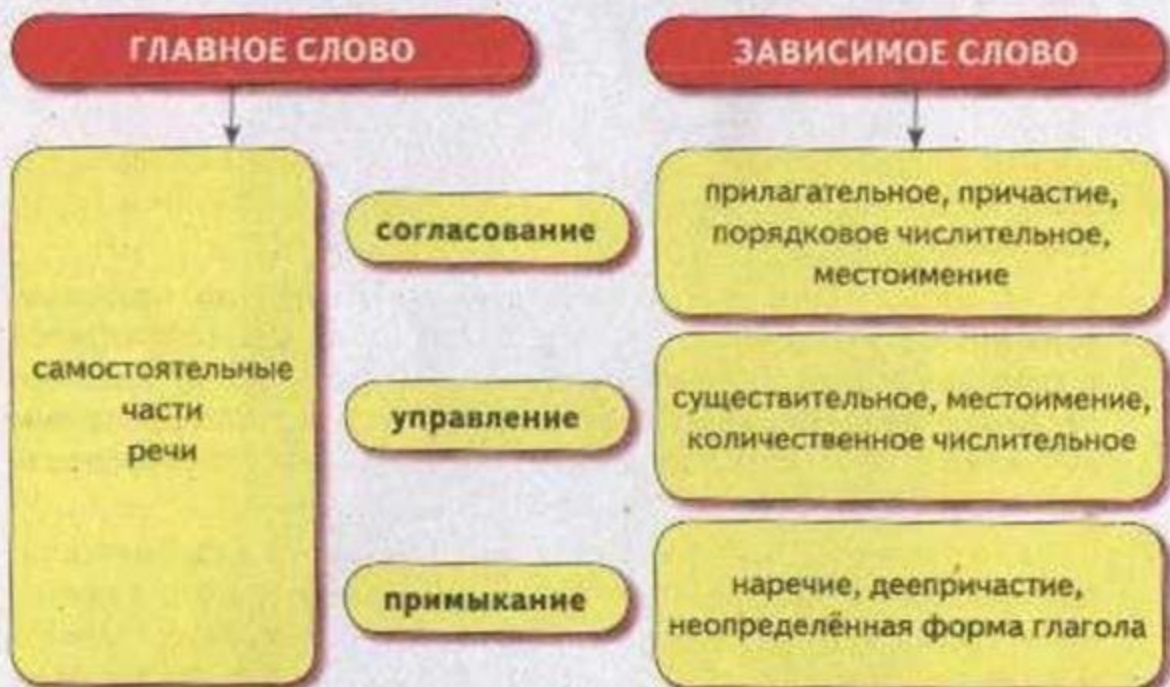 ГЛАВНОЕ СЛОВО
ЗАВИСИМОЕ СЛОВО
самостоятельные
части
речи
согласование
прилагательное, причастие,
порядковое числительное,
местоимение
управление
существительное, местоимение,
количественное числительное
примыкание
наречие, деепричастие,
неопределённая форма глагола